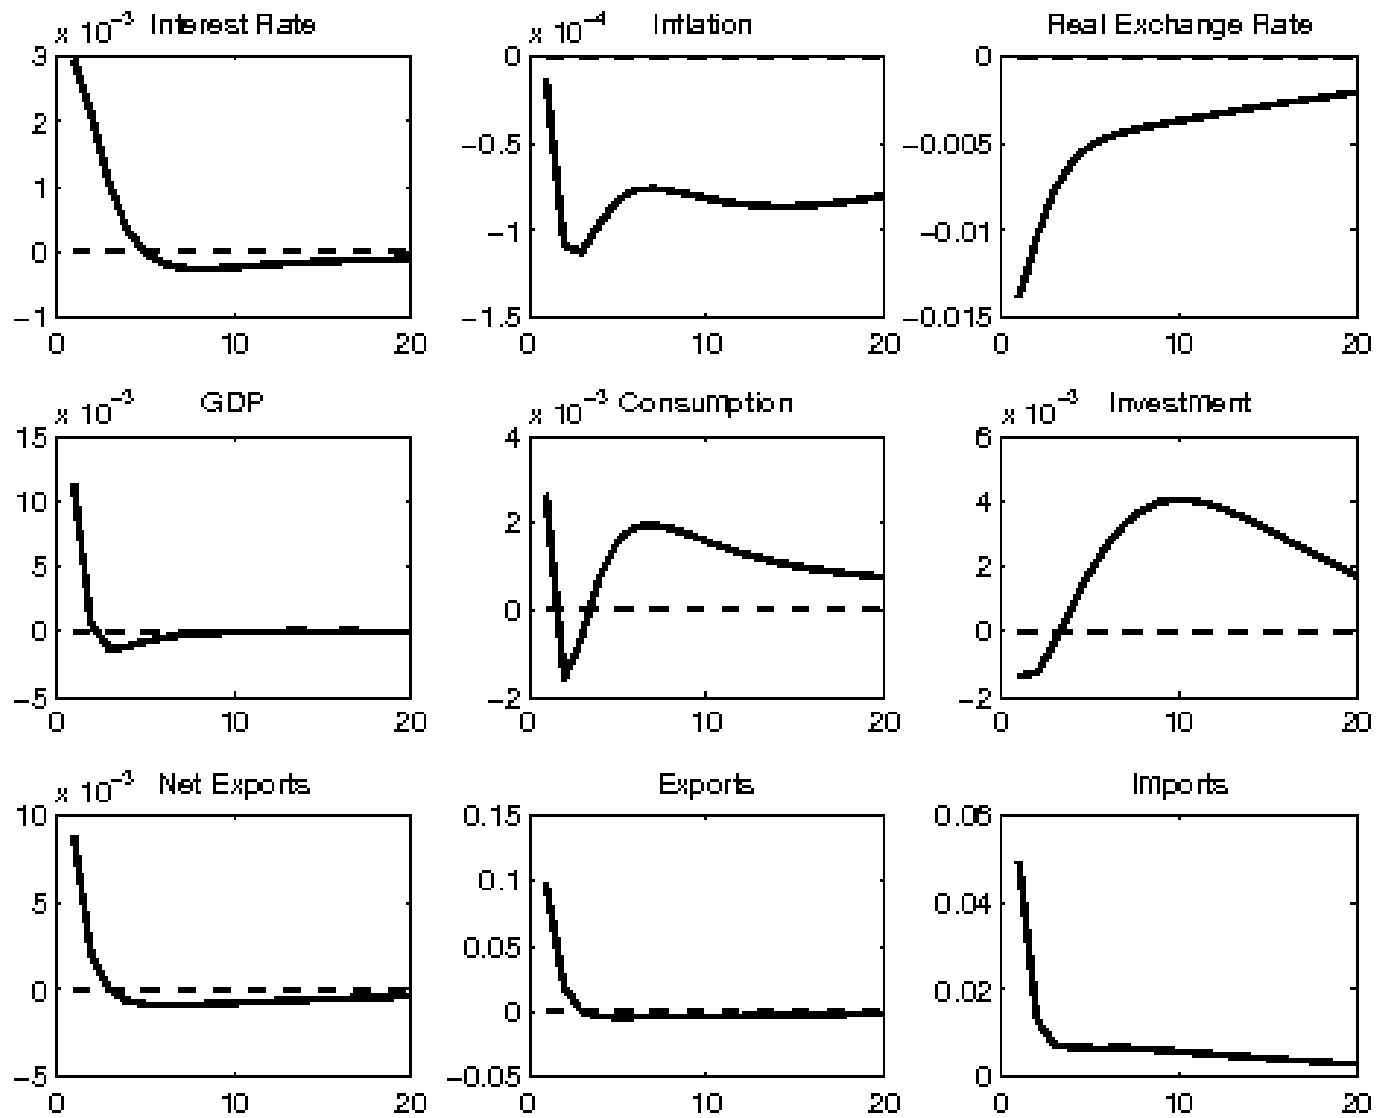 x 10⁻³ Interest Rate
3
2
1
0
−1
0 10 20
x 10⁻⁴ Inflation
0
−0.5
−1
−1.5
0 10 20
Real Exchange Rate
0
−0.005
−0.01
−0.015
0 10 20
x 10⁻³ GDP
15
10
5
0
−5
0 10 20
x 10⁻³ Consumption
4
2
0
−2
0 10 20
x 10⁻³ Investment
6
4
2
0
−2
0 10 20
x 10⁻³ Net Exports
10
5
0
−5
0 10 20
Exports
0.15
0.1
0.05
0
−0.05
0 10 20
Imports
0.06
0.04
0.02
0
0 10 20